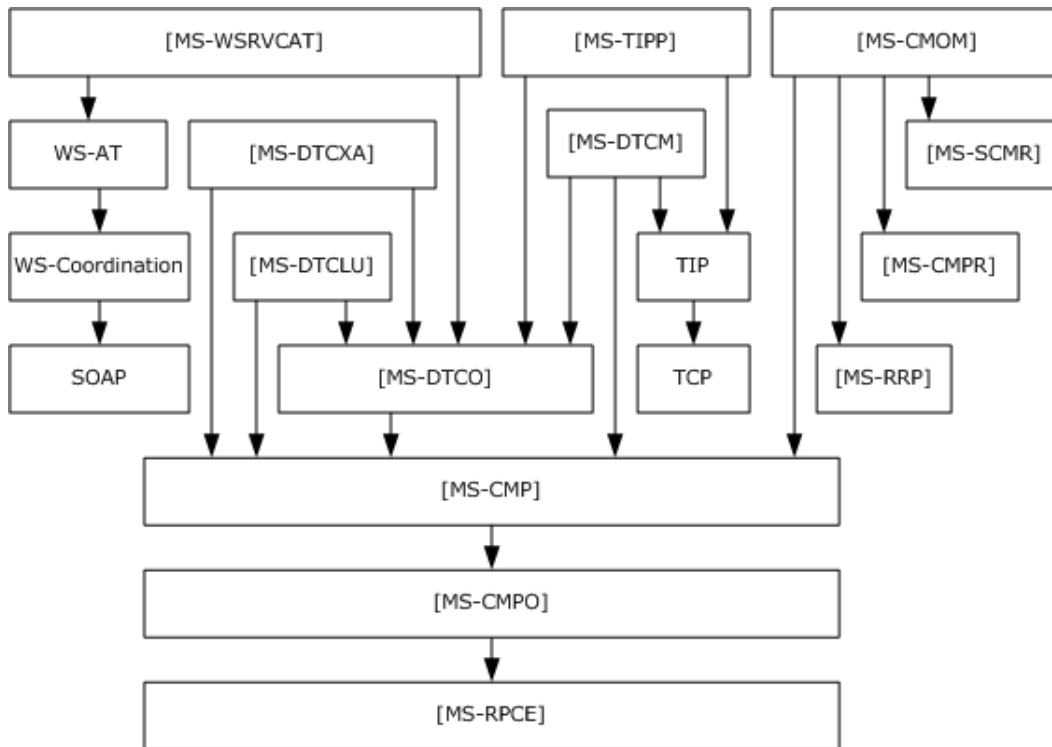 [MS-WSRVCAT]
[MS-TIPP]
[MS-CMOM]
WS-AT
[MS-DTCXA]
[MS-DTCM]
[MS-SCMR]
WS-Coordination
[MS-DTCLU]
TIP
[MS-CMPR]
SOAP
[MS-DTCO]
TCP
[MS-RRP]
[MS-CMP]
[MS-CMPO]
[MS-RPCE]